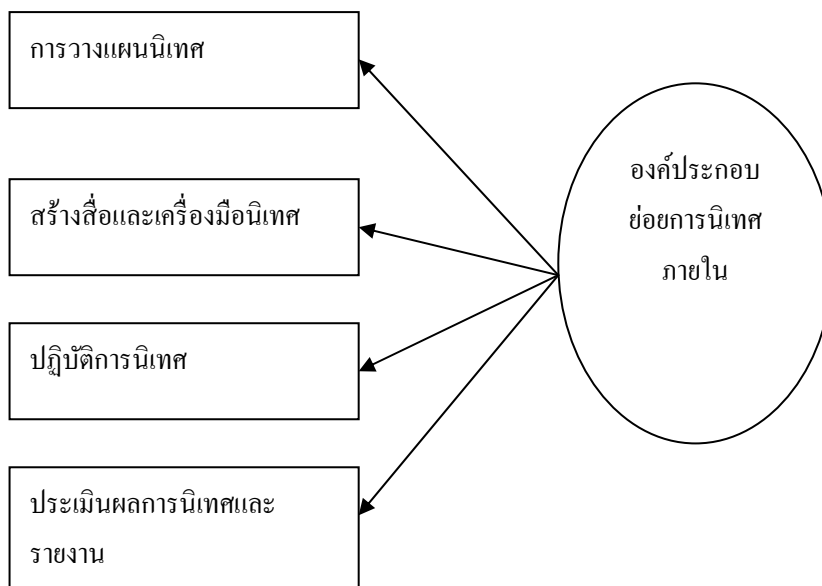 การวางแผนนิเทศ
สร้างสื่อและเครื่องมือนิเทศ
ปฏิบัติการนิเทศ
ประเมินผลการนิเทศและ
รายงาน
องค์ประกอบ
ย่อยการนิเทศ
ภายใน